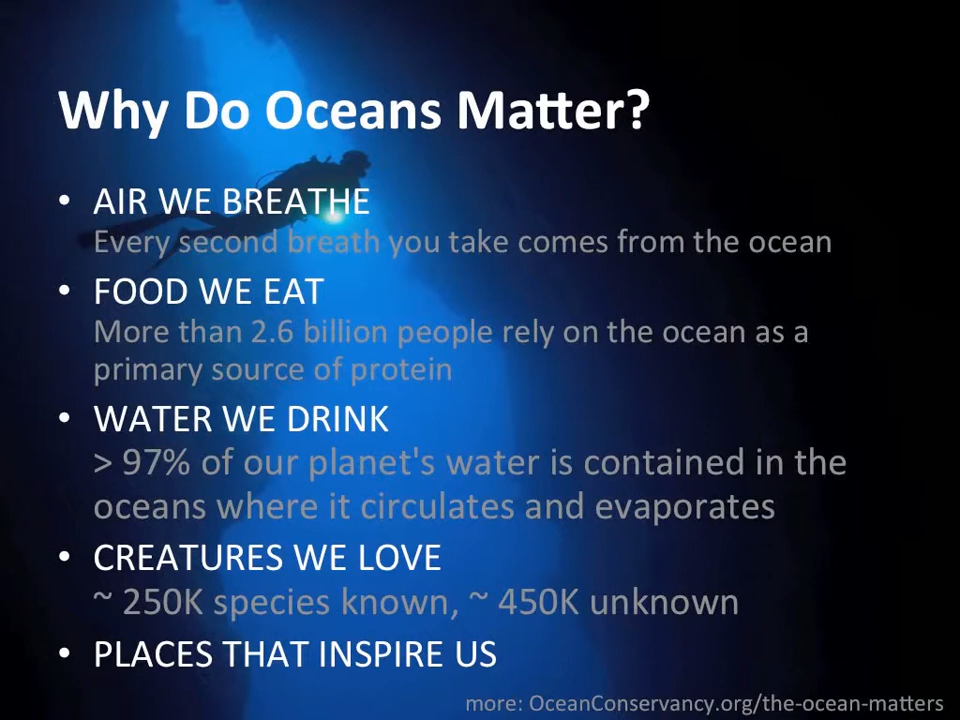 Why Do Oceans Matter?
• AIR WE BREATHE
Every second breath you take comes from the ocean
• FOOD WE EAT
More than 2.6 billion people rely on the ocean as a
primary source of protein
• WATER WE DRINK
> 97% of our planet's water is contained in the
oceans where it circulates and evaporates
• CREATURES WE LOVE
~ 250K species known, ~ 450K unknown
• PLACES THAT INSPIRE US
more: OceanConservancy.org/the-ocean-matters